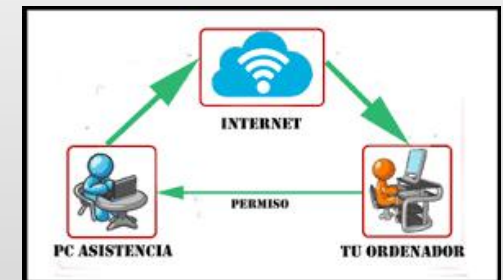 INTERNET
PERMISO
PC ASISTENCIA
TU ORDENADOR